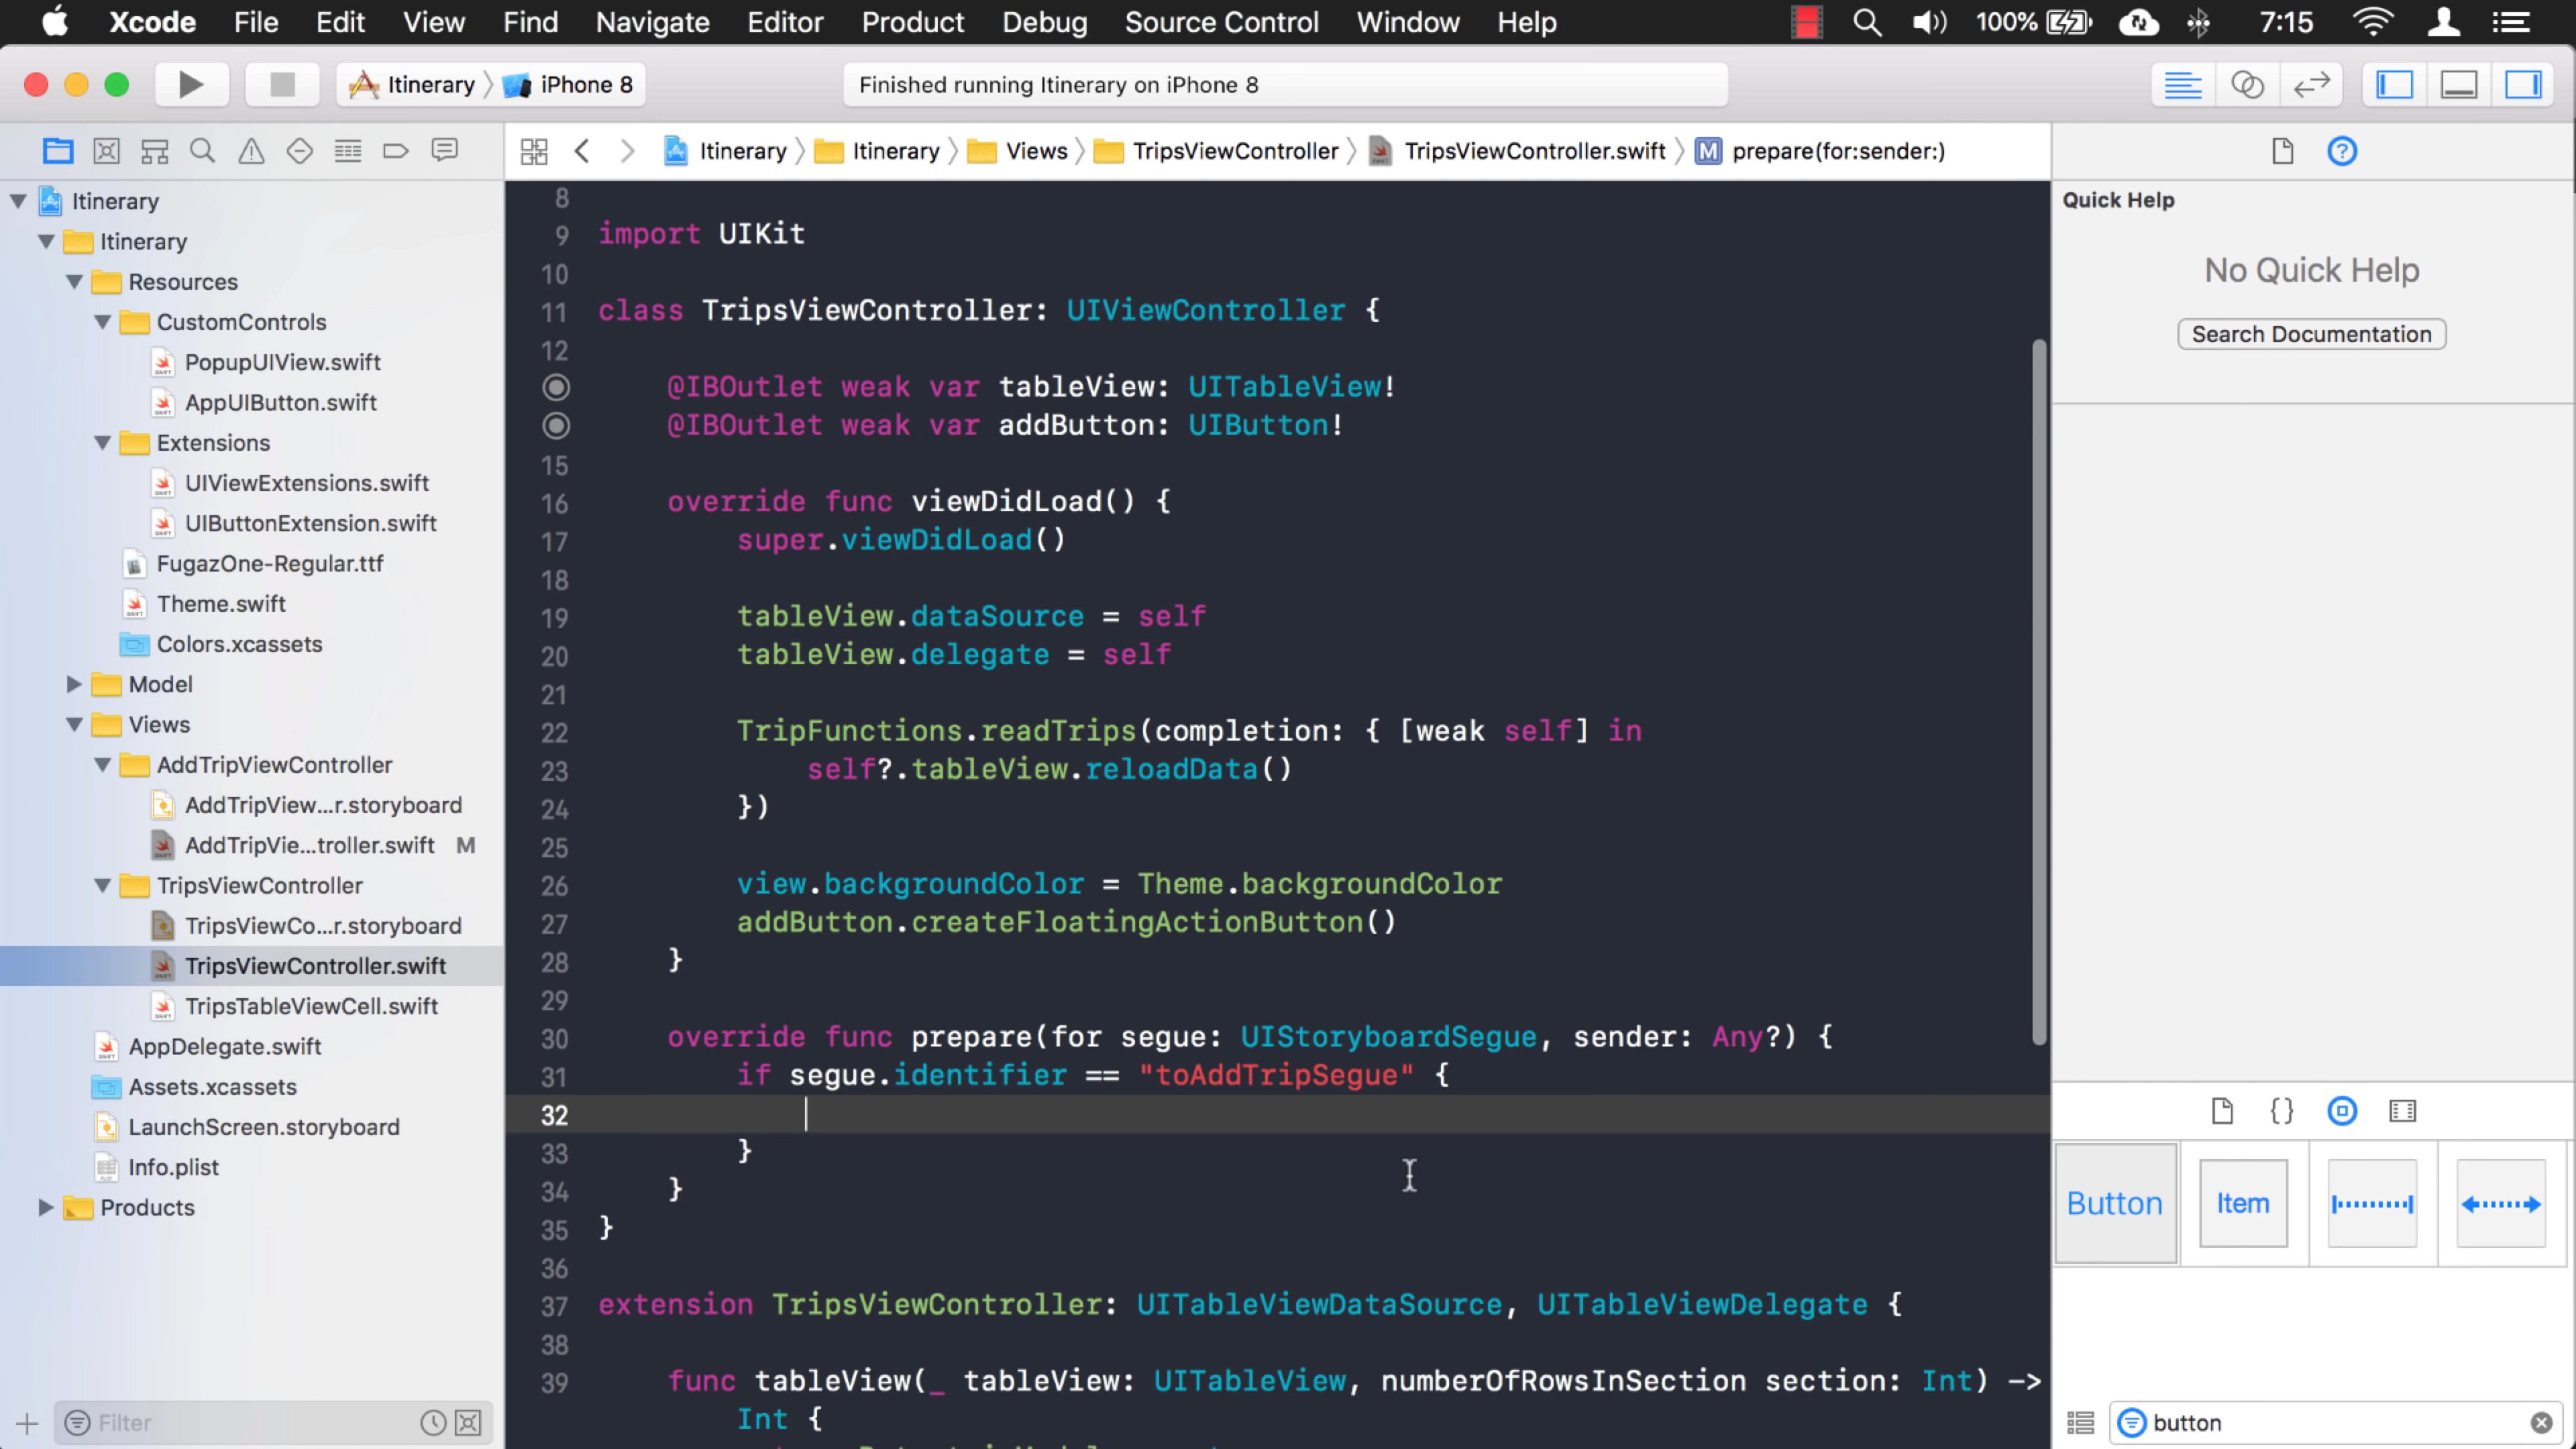 Xcode File Edit View Find Navigate Editor Product Debug Source Control Window Help 100% 7:15
Itinerary iPhone 8 Finished running Itinerary on iPhone 8
Itinerary Itinerary Views TripsViewController TripsViewController.swift M prepare(for:sender:)
Itinerary
Itinerary
Resources
CustomControls
PopupUIView.swift
AppUIButton.swift
Extensions
UIViewExtensions.swift
UIButtonExtension.swift
FugazOne-Regular.ttf
Theme.swift
Colors.xcassets
Model
Views
AddTripViewController
AddTripView...r.storyboard
AddTripVie...troller.swift M
TripsViewController
TripsViewCo...r.storyboard
TripsViewController.swift
TripsTableViewCell.swift
AppDelegate.swift
Assets.xcassets
LaunchScreen.storyboard
Info.plist
Products
Filter
8
9 import UIKit
10
11 class TripsViewController: UIViewController {
12
@IBOutlet weak var tableView: UITableView!
@IBOutlet weak var addButton: UIButton!
15
16 override func viewDidLoad() {
17 super.viewDidLoad()
18
19 tableView.dataSource = self
20 tableView.delegate = self
21
22 TripFunctions.readTrips(completion: { [weak self] in
23 self?.tableView.reloadData()
24 })
25
26 view.backgroundColor = Theme.backgroundColor
27 addButton.createFloatingActionButton()
28 }
29
30 override func prepare(for segue: UIStoryboardSegue, sender: Any?) {
31 if segue.identifier == "toAddTripSegue" {
32
33 }
34 }
35 }
36
37 extension TripsViewController: UITableViewDataSource, UITableViewDelegate {
38
39 func tableView(_ tableView: UITableView, numberOfRowsInSection section: Int) ->
Int {
Quick Help
No Quick Help
Search Documentation
Button Item
button